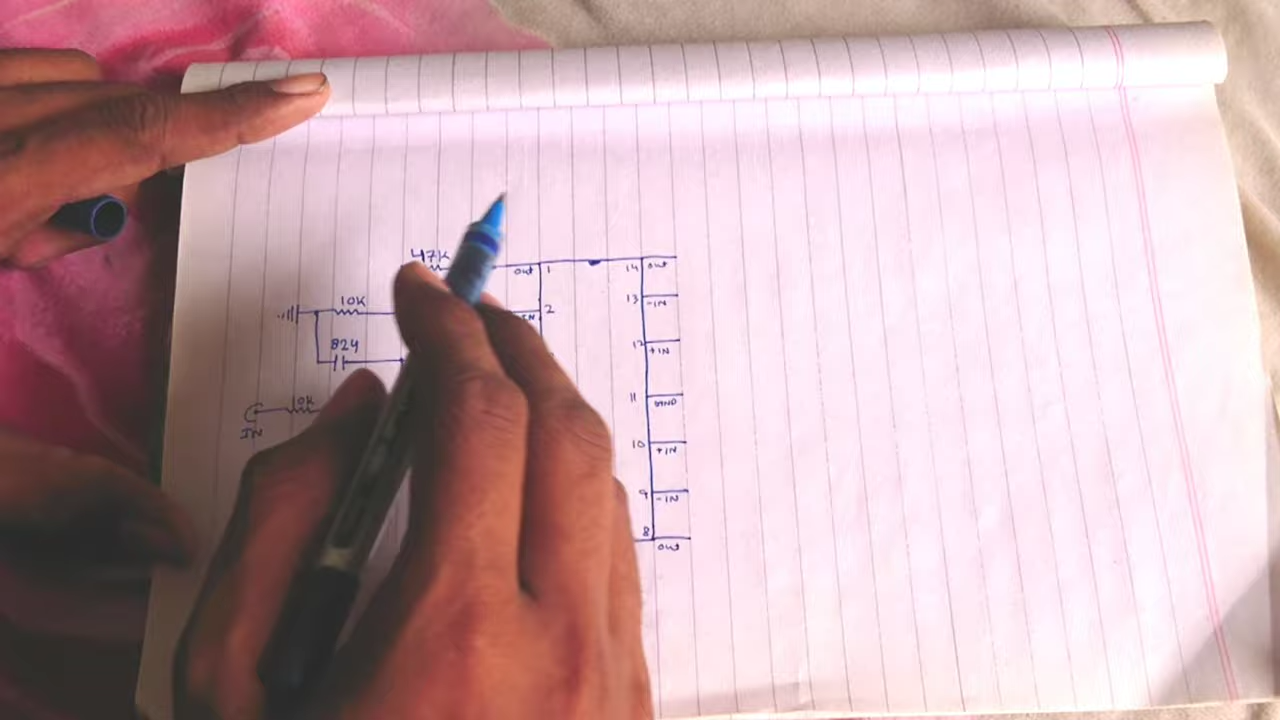 47K
out 1
14 out
10K
2
IN
13 -IN
824
12 +IN
10K
11 GND
IN
10 +IN
9 -IN
8 out